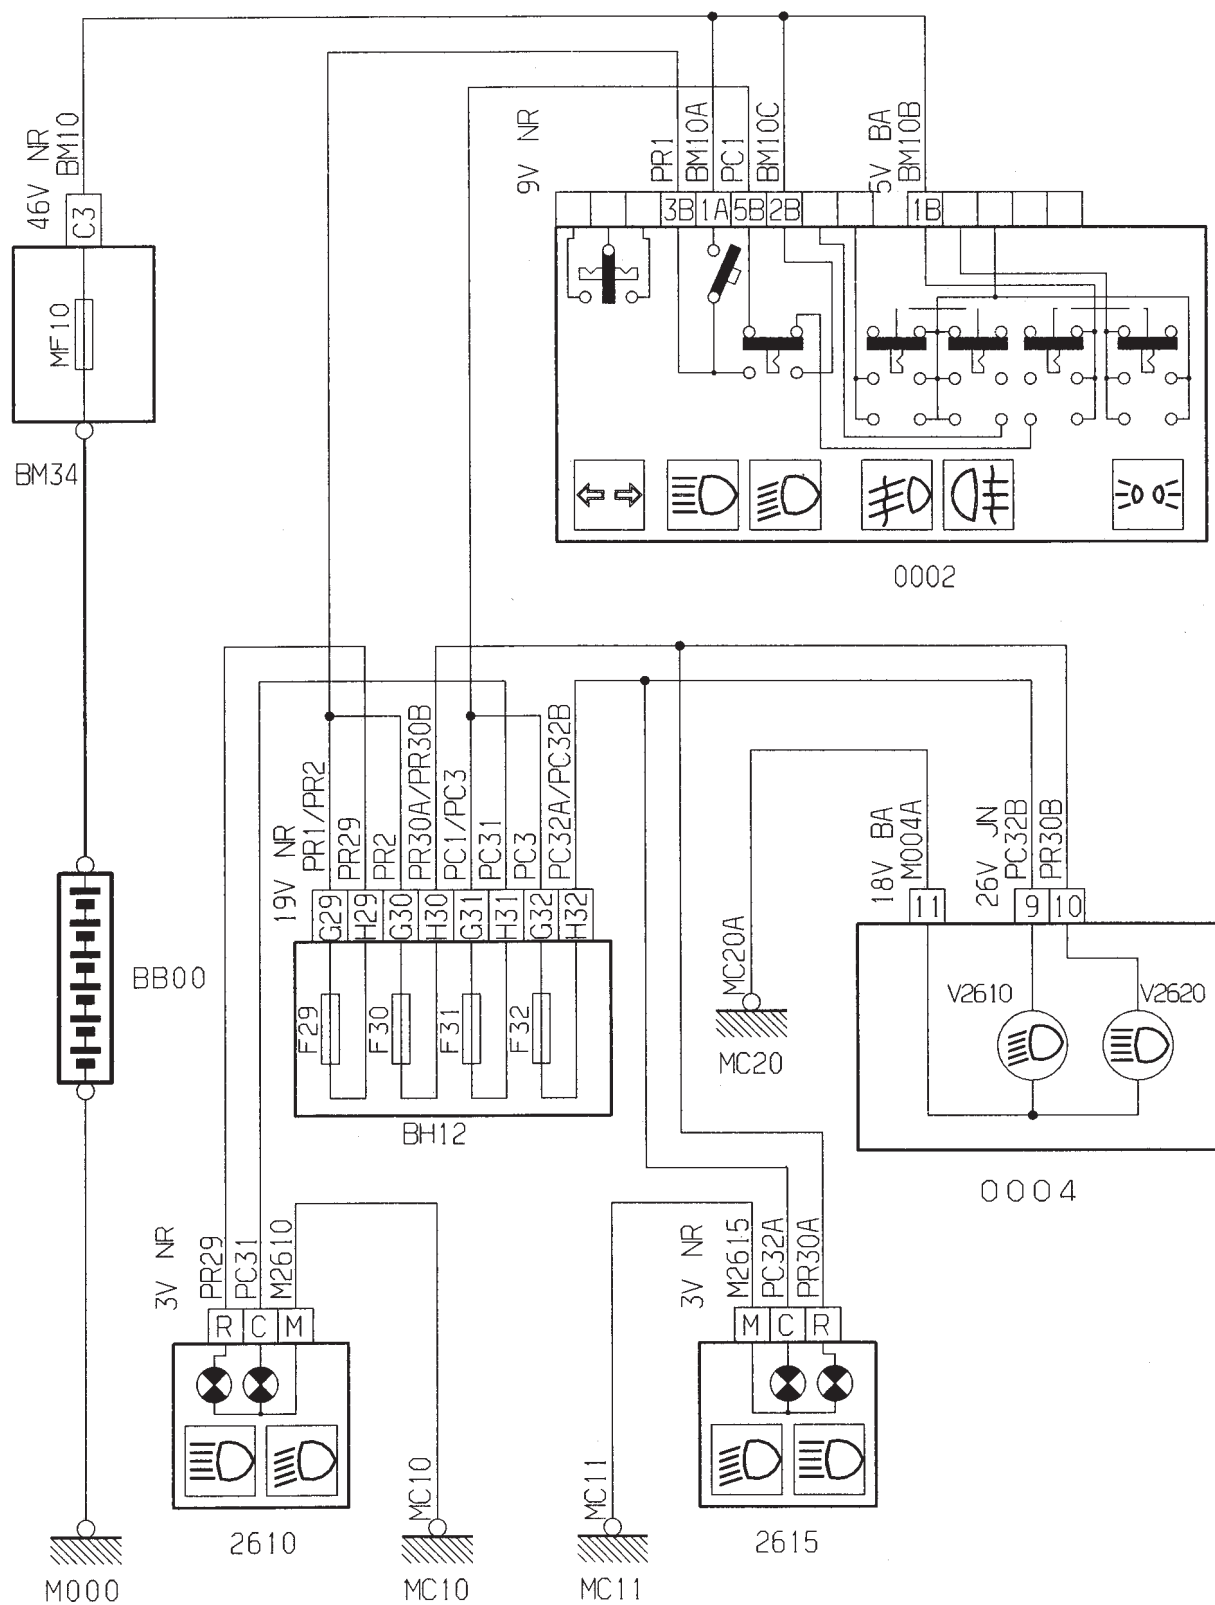 46V NR
BM10
C3
MF10
BM34
BB00
M000
9V NR
PR1
BM10A
PC1
BM10C
5V BA
BM10B
3B 1A 5B 2B 1B
0002
19V NR
PR1/PR2
PR29
PR2
PR30A/PR30B
PC1/PC3
PC31
PC3
PC32A/PC32B
G29 H29 G30 H30 G31 H31 G32 H32
F29 F30 F31 F32
BH12
MC20A
MC20
18V BA
M004A
26V JN
PC32B
PR30B
11 9 10
V2610 V2620
0004
3V NR
PR29
PC31
M2610
R C M
2610
MC10
MC10
MC11
MC11
3V NR
M2615
PC32A
PR30A
M C R
2615